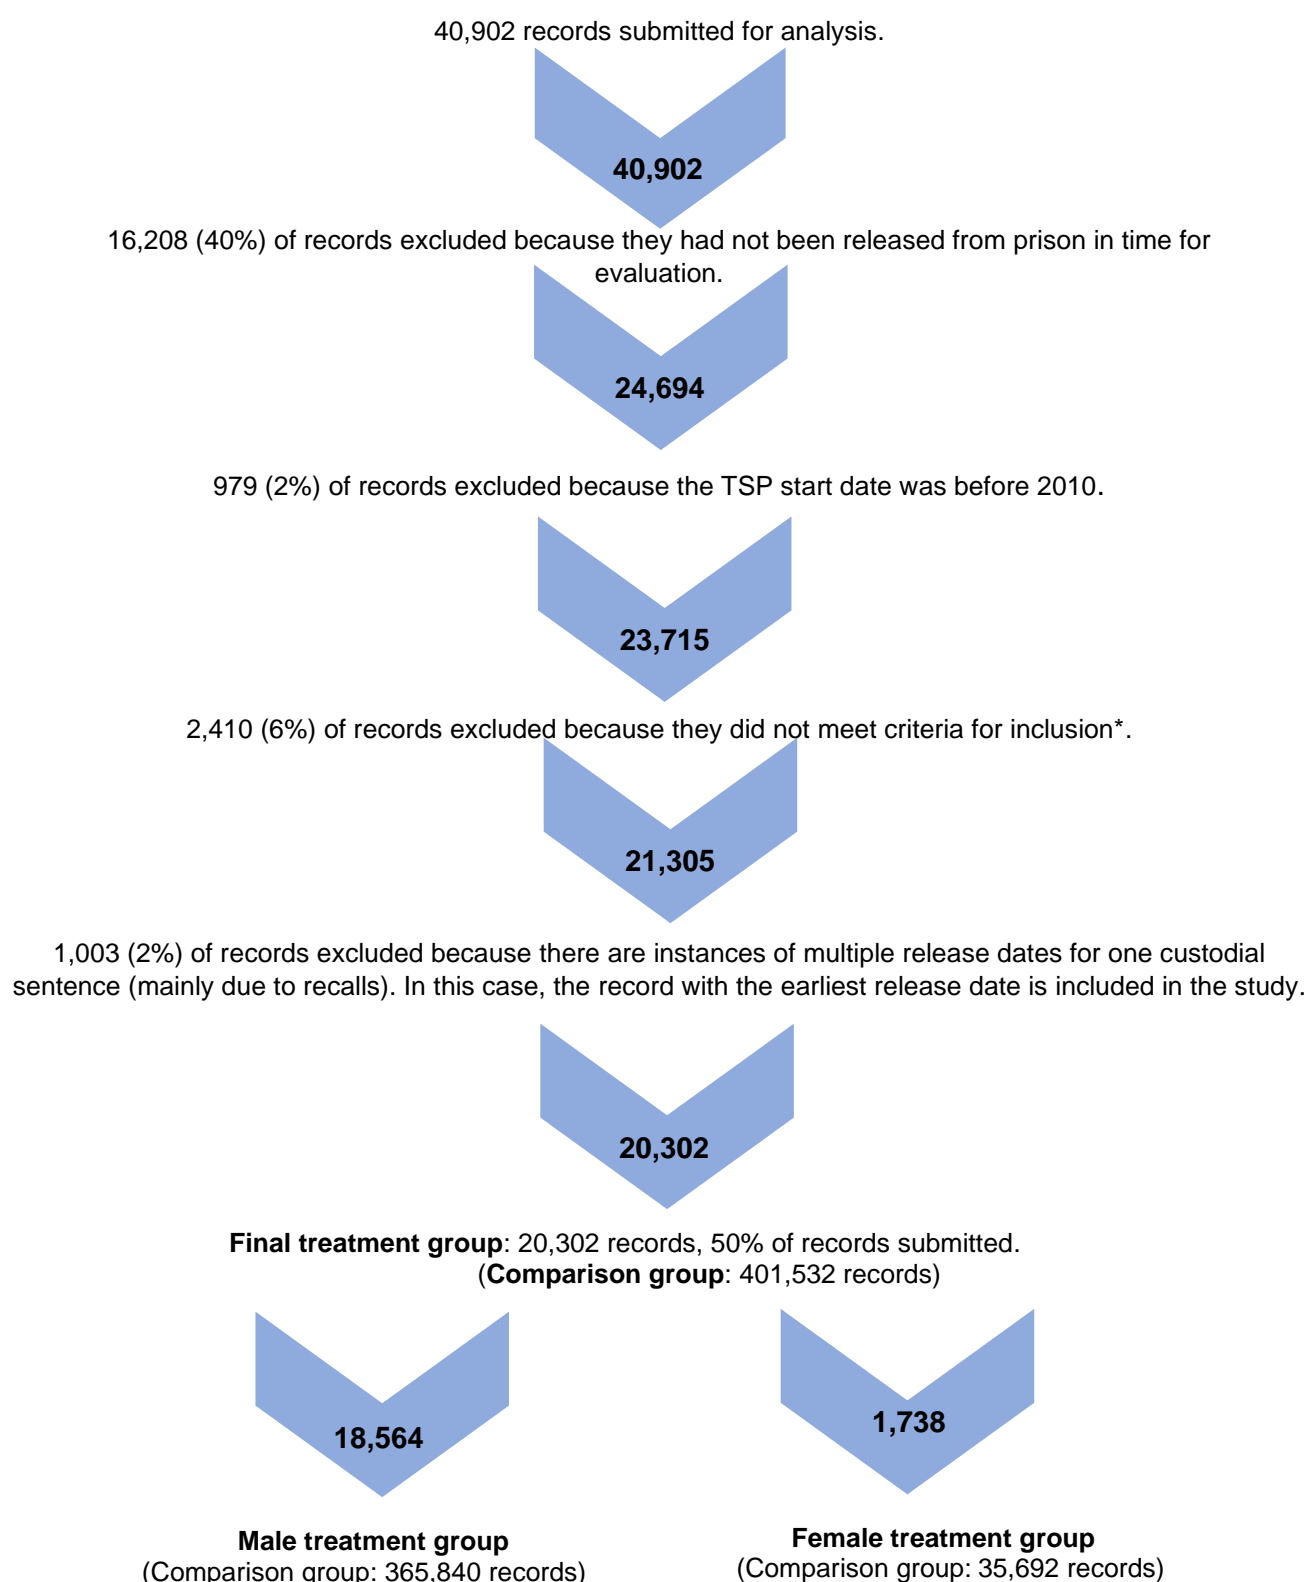 40,902 records submitted for analysis.
40,902
16,208 (40%) of records excluded because they had not been released from prison in time for
evaluation.
24,694
979 (2%) of records excluded because the TSP start date was before 2010.
23,715
2,410 (6%) of records excluded because they did not meet criteria for inclusion*.
21,305
1,003 (2%) of records excluded because there are instances of multiple release dates for one custodial
sentence (mainly due to recalls). In this case, the record with the earliest release date is included in the study.
20,302
Final treatment group: 20,302 records, 50% of records submitted.
(Comparison group: 401,532 records)
18,564
1,738
Male treatment group
(Comparison group: 365,840 records)
Female treatment group
(Comparison group: 35,692 records)